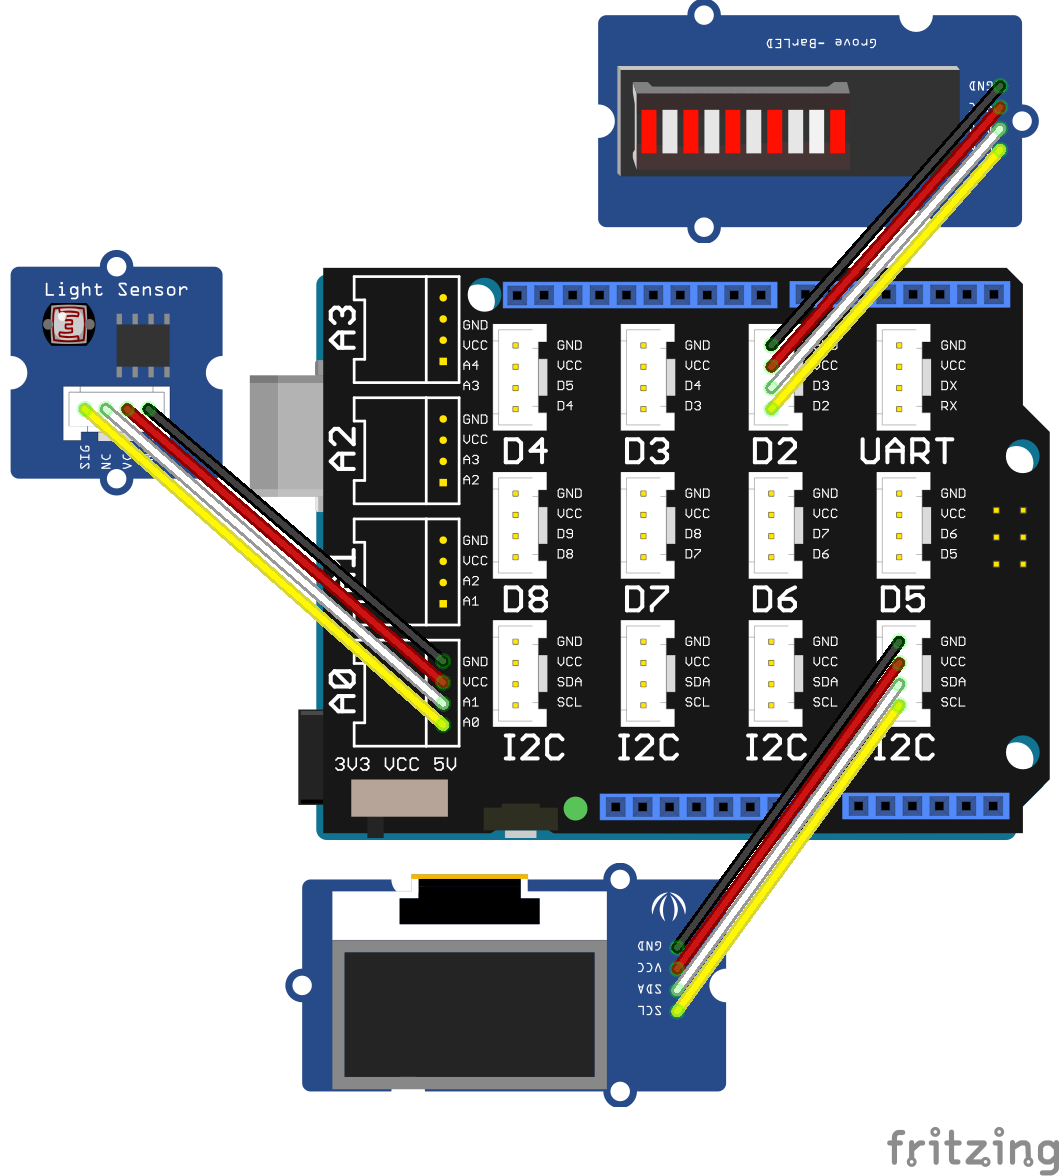 Grove-BarLED
GND
Light Sensor
SIG
NC
A3
GND
VCC
A4
A3
A2
GND
VCC
A3
A2
GND
VCC
A2
A1
A0
GND
VCC
A1
A0
3V3 VCC 5V
GND
VCC
D5
D4
D4
GND
VCC
D4
D3
D3
VCC
D3
D2
D2
GND
VCC
DX
RX
UART
GND
VCC
D9
D8
D8
GND
VCC
D8
D7
D7
GND
VCC
D7
D6
D6
GND
VCC
D6
D5
D5
GND
VCC
SDA
SCL
I2C
GND
VCC
SDA
SCL
I2C
GND
VCC
SDA
SCL
I2C
GND
VCC
SDA
SCL
I2C
GND
VCC
SDA
SCL
fritzing